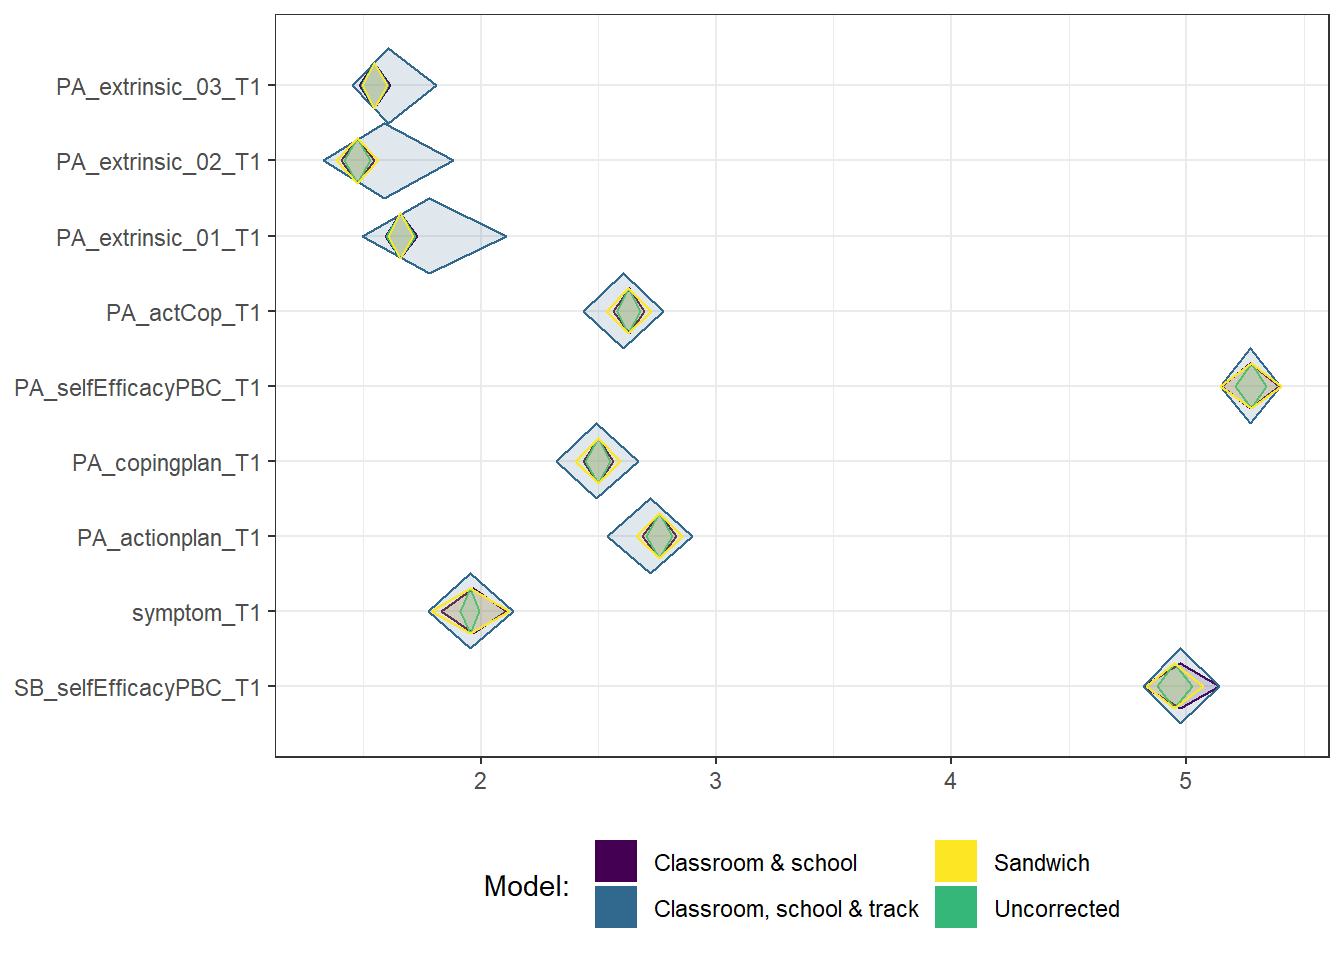 PA_extrinsic_03_T1
PA_extrinsic_02_T1
PA_extrinsic_01_T1
PA_actCop_T1
PA_selfEfficacyPBC_T1
PA_copingplan_T1
PA_actionplan_T1
symptom_T1
SB_selfEfficacyPBC_T1
2 3 4 5
Model:
Classroom & school
Sandwich
Classroom, school & track
Uncorrected